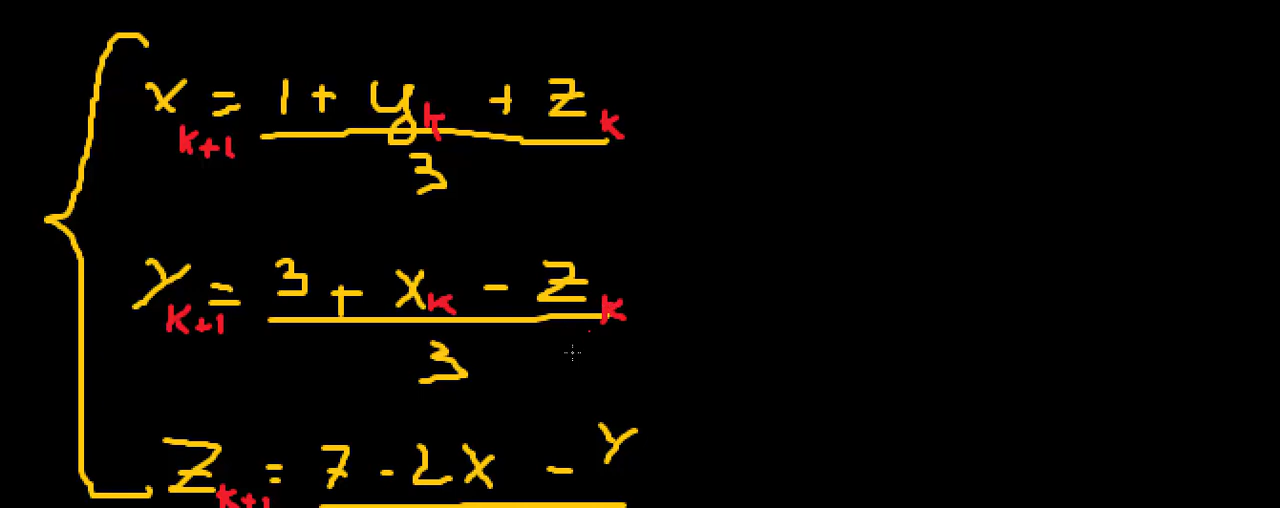 x = 1 + y k + z k
k+1
3
y = 3 + x k - z k
k+1
3
z = 7 - 2x - y
k+1